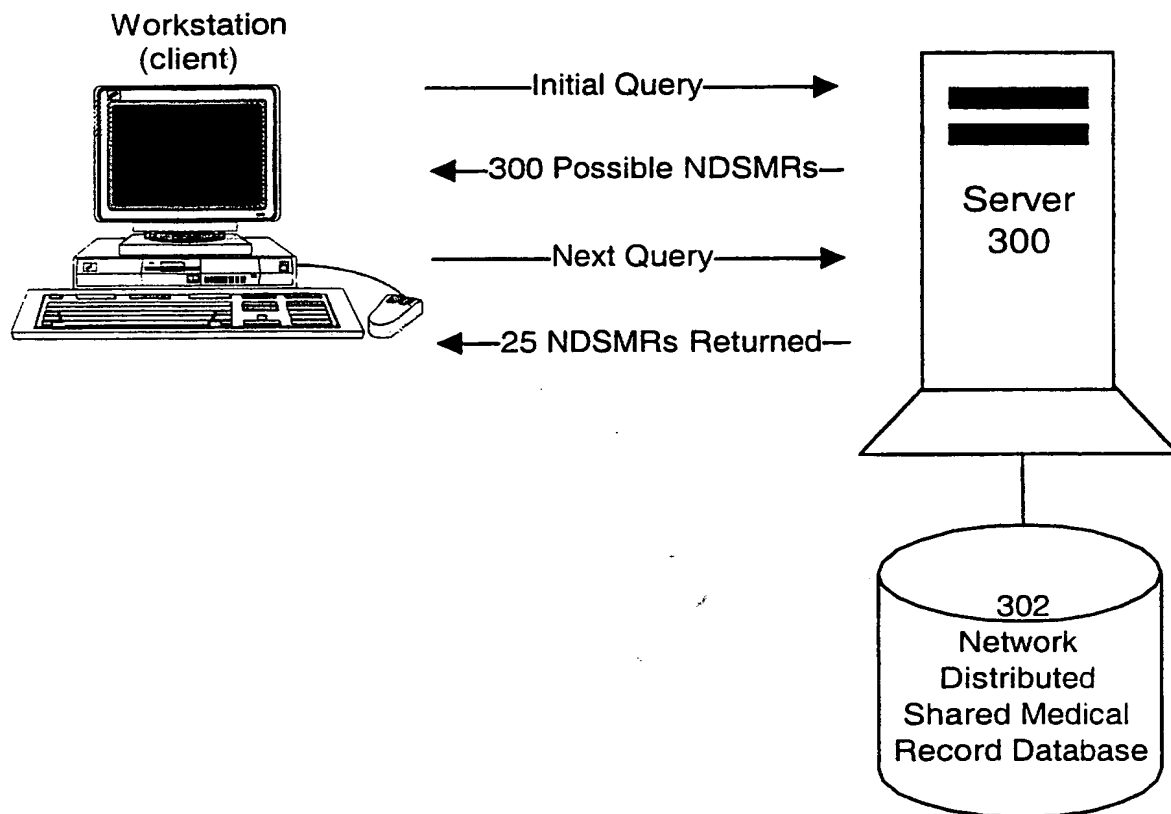 Workstation
(client)
Initial Query
300 Possible NDSMRs
Next Query
25 NDSMRs Returned
Server
300
302
Network
Distributed
Shared Medical
Record Database